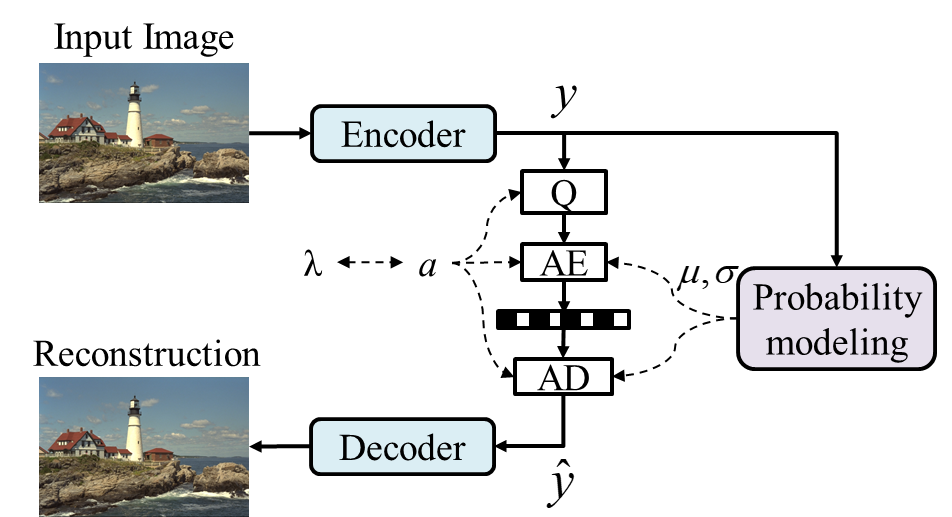 Input Image
y
Encoder
Q
λ
a
AE
μ, σ
Probability
modeling
Reconstruction
AD
Decoder
ŷ